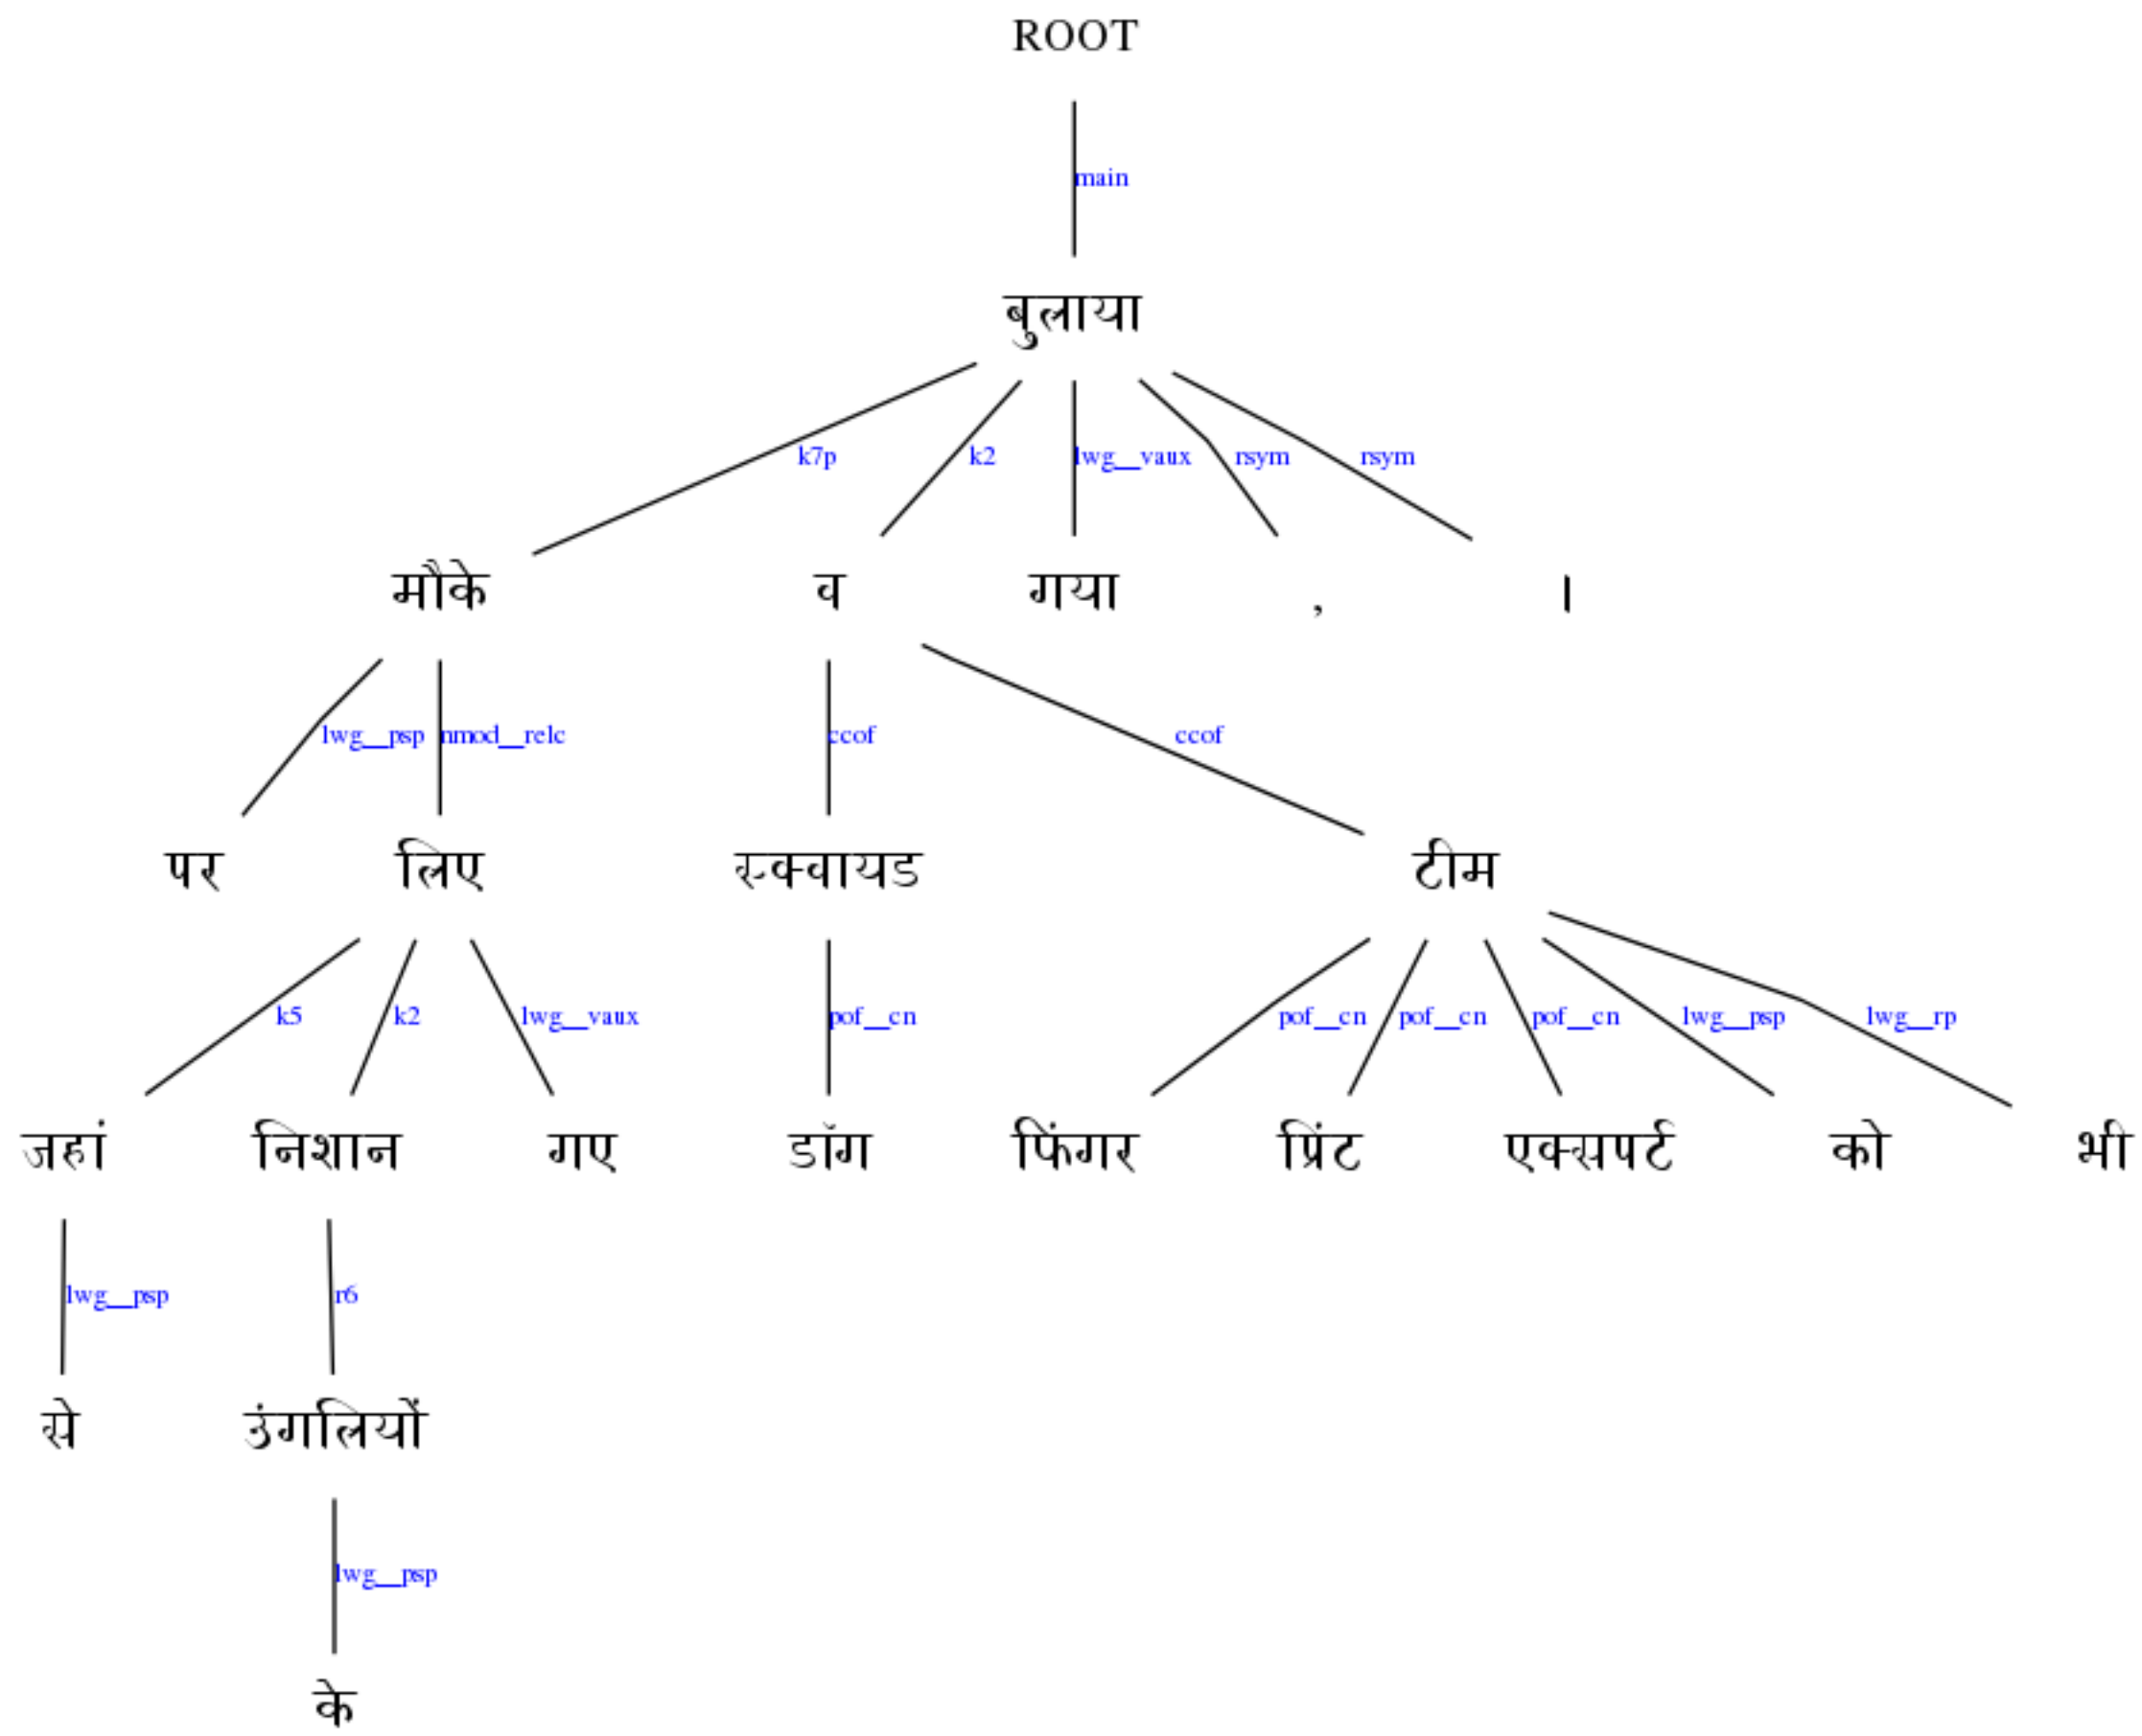 ROOT
main
बुलाया
k7p k2 lwg__vaux rsym rsym
मौके व गया , ।
lwg__psp nmod__relc ccof ccof
पर लिए स्क्वायड टीम
k5 k2 lwg__vaux pof__cn pof__cn pof__cn pof__cn lwg__psp lwg__rp
जहां निशान गए डॉग फिंगर प्रिंट एक्सपर्ट को भी
lwg__psp r6
से उंगलियों
lwg__psp
के